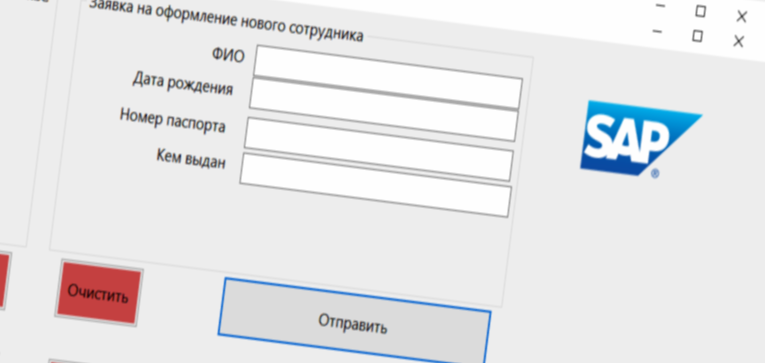 Заявка на оформление нового сотрудника
ФИО
Дата рождения
Номер паспорта
Кем выдан
SAP
®
Очистить
Отправить